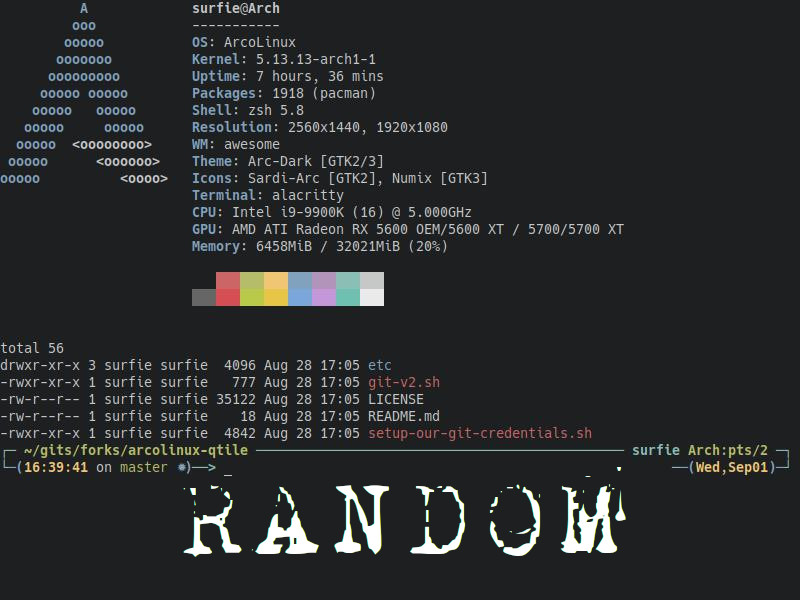 A
ooo
ooooo
ooooooo
ooooooooo
ooooo ooooo
ooooo   ooooo
ooooo     ooooo
ooooo  <oooooooo>
ooooo      <oooooo>
ooooo          <oooo>
surfie@Arch
-----------
OS: ArcoLinux
Kernel: 5.13.13-arch1-1
Uptime: 7 hours, 36 mins
Packages: 1918 (pacman)
Shell: zsh 5.8
Resolution: 2560x1440, 1920x1080
WM: awesome
Theme: Arc-Dark [GTK2/3]
Icons: Sardi-Arc [GTK2], Numix [GTK3]
Terminal: alacritty
CPU: Intel i9-9900K (16) @ 5.000GHz
GPU: AMD ATI Radeon RX 5600 OEM/5600 XT / 5700/5700 XT
Memory: 6458MiB / 32021MiB (20%)
total 56
drwxr-xr-x 3 surfie surfie  4096 Aug 28 17:05 etc
-rwxr-xr-x 1 surfie surfie   777 Aug 28 17:05 git-v2.sh
-rw-r--r-- 1 surfie surfie 35122 Aug 28 17:05 LICENSE
-rw-r--r-- 1 surfie surfie    18 Aug 28 17:05 README.md
-rwxr-xr-x 1 surfie surfie  4842 Aug 28 17:05 setup-our-git-credentials.sh
~/gits/forks/arcolinux-qtile surfie Arch:pts/2
(16:39:41 on master ✹)──> _ ──(Wed,Sep01)
RANDOM